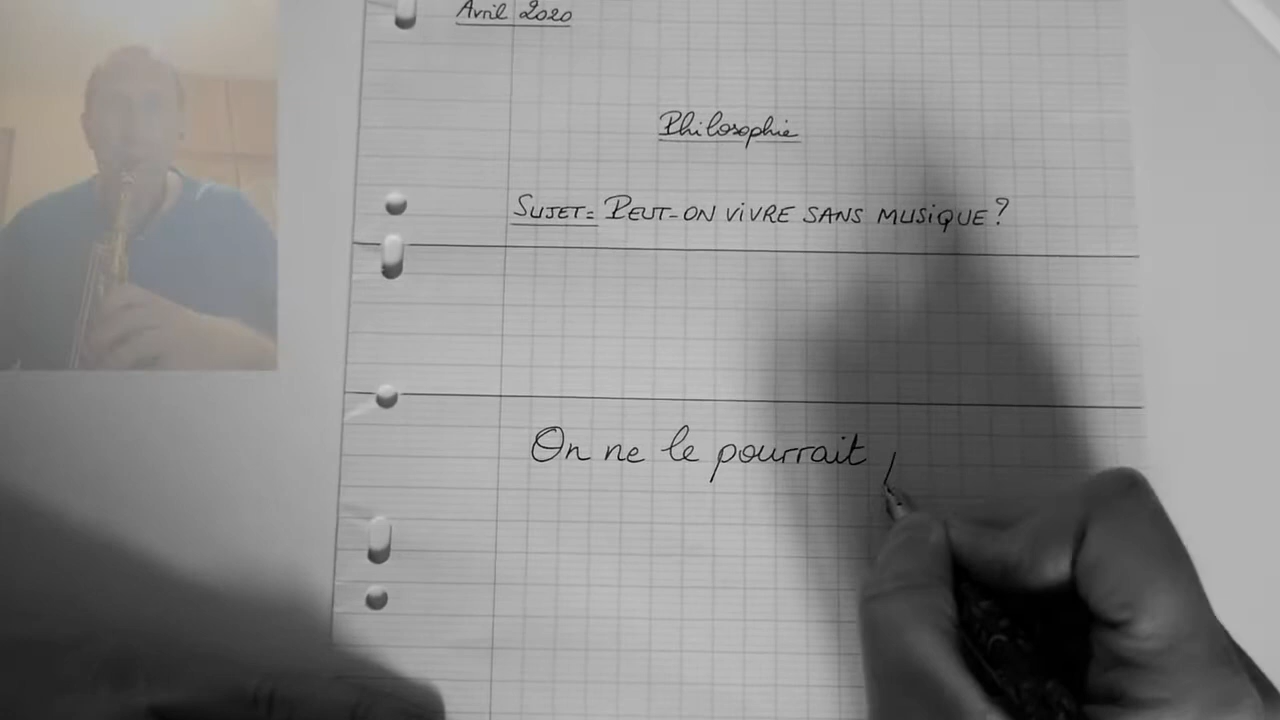 Avril 2020
Philosophie
SUJET: PEUT-ON VIVRE SANS MUSIQUE ?
On ne le pourrait